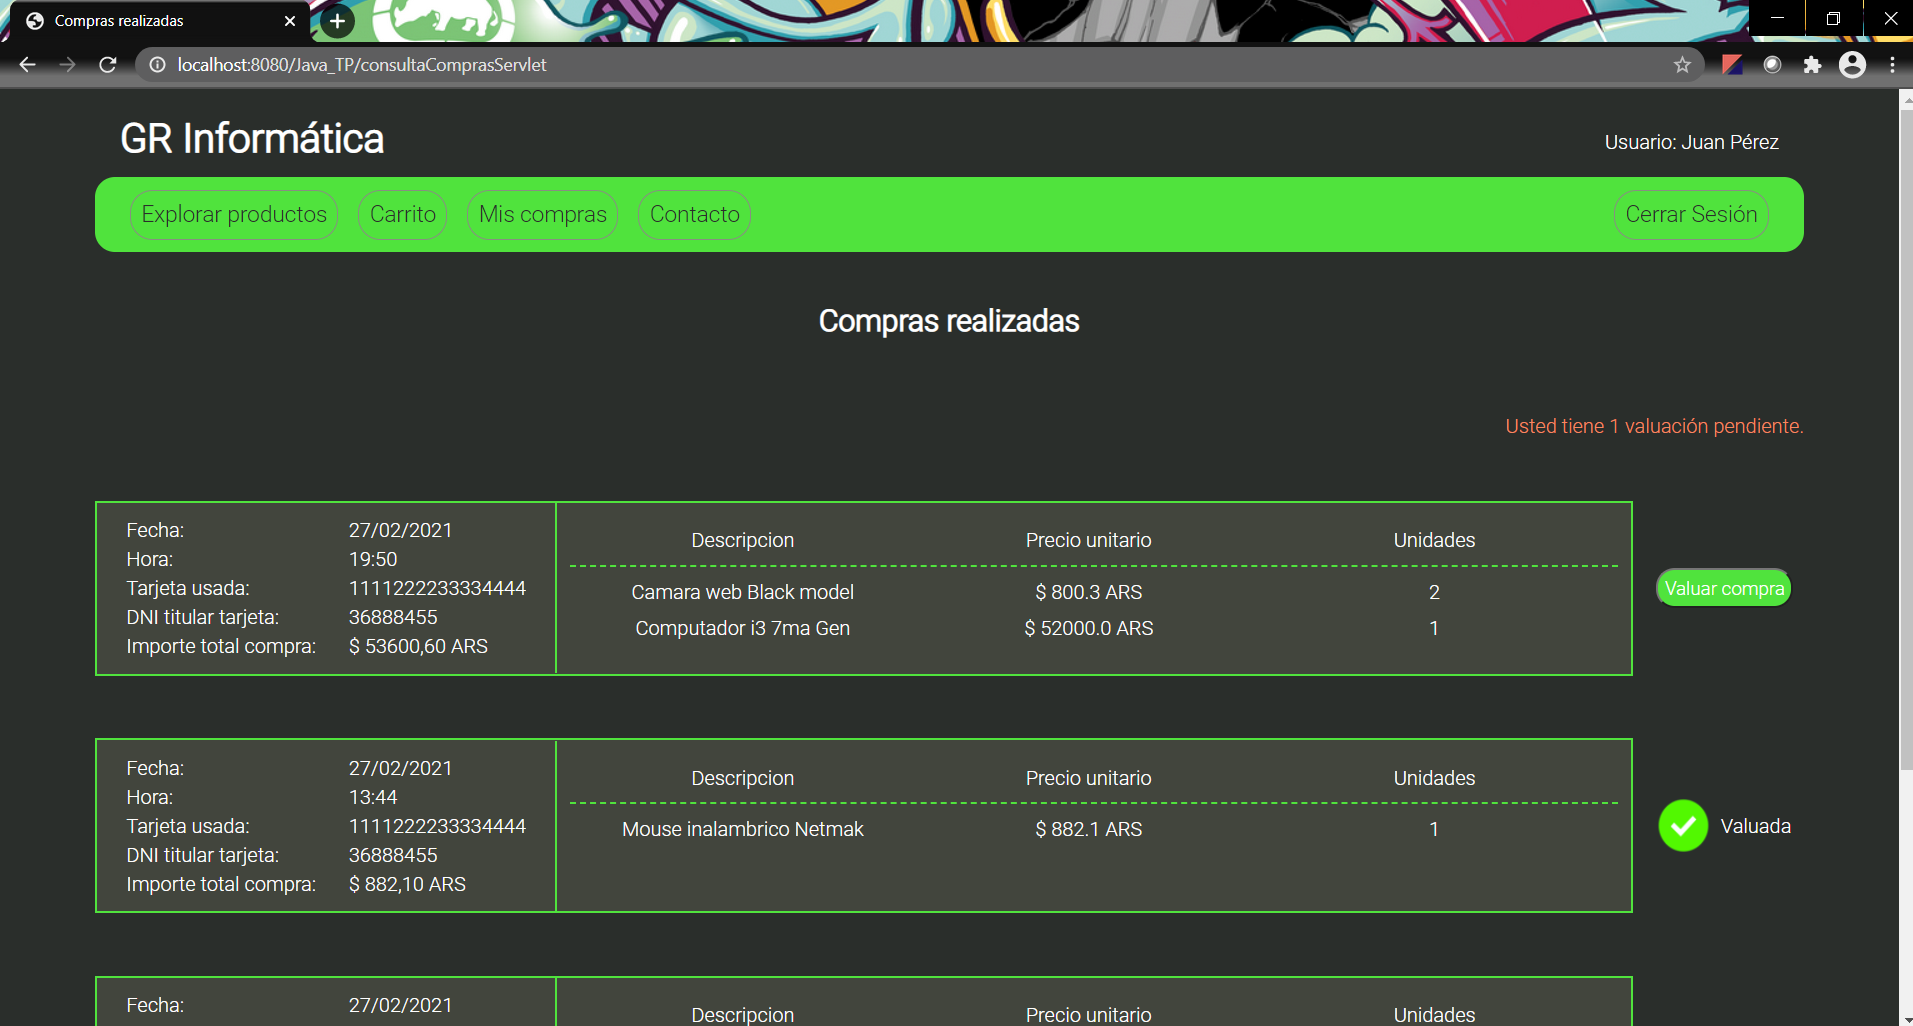 Compras realizadas
localhost:8080/Java_TP/consultaComprasServlet
GR Informática
Usuario: Juan Pérez
Explorar productos Carrito Mis compras Contacto Cerrar Sesión
Compras realizadas
Usted tiene 1 valuación pendiente.
Fecha: 27/02/2021
Hora: 19:50
Tarjeta usada: 1111222233334444
DNI titular tarjeta: 36888455
Importe total compra: $ 53600,60 ARS
Descripcion Precio unitario Unidades
Camara web Black model $ 800.3 ARS 2
Computador i3 7ma Gen $ 52000.0 ARS 1
Valuar compra
Fecha: 27/02/2021
Hora: 13:44
Tarjeta usada: 1111222233334444
DNI titular tarjeta: 36888455
Importe total compra: $ 882,10 ARS
Descripcion Precio unitario Unidades
Mouse inalambrico Netmak $ 882.1 ARS 1
Valuada
Fecha: 27/02/2021
Descripcion Precio unitario Unidades